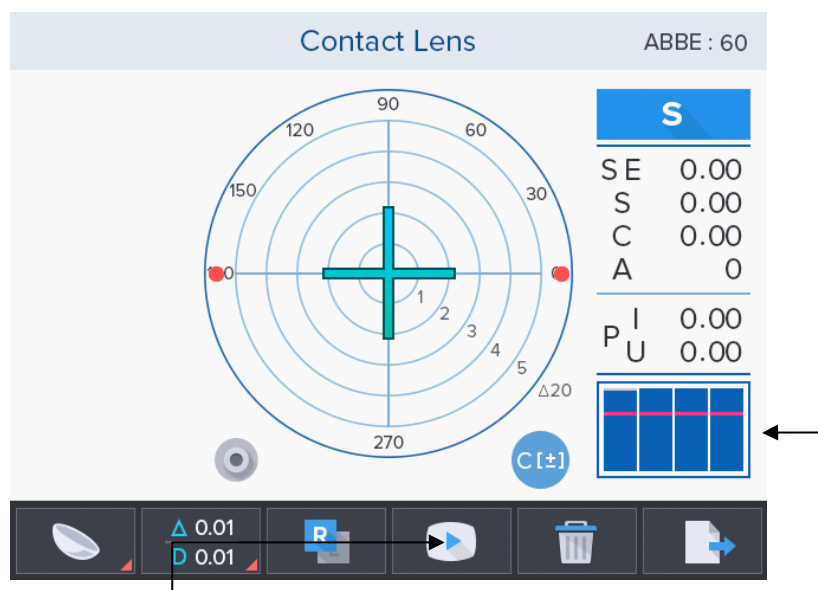 Contact Lens
ABBE : 60
S
90
120
60
150
30
1
2
3
4
5
Δ20
270
C[±]
SE 0.00
S 0.00
C 0.00
A 0
P I 0.00
U 0.00
Δ 0.01
D 0.01
R
L